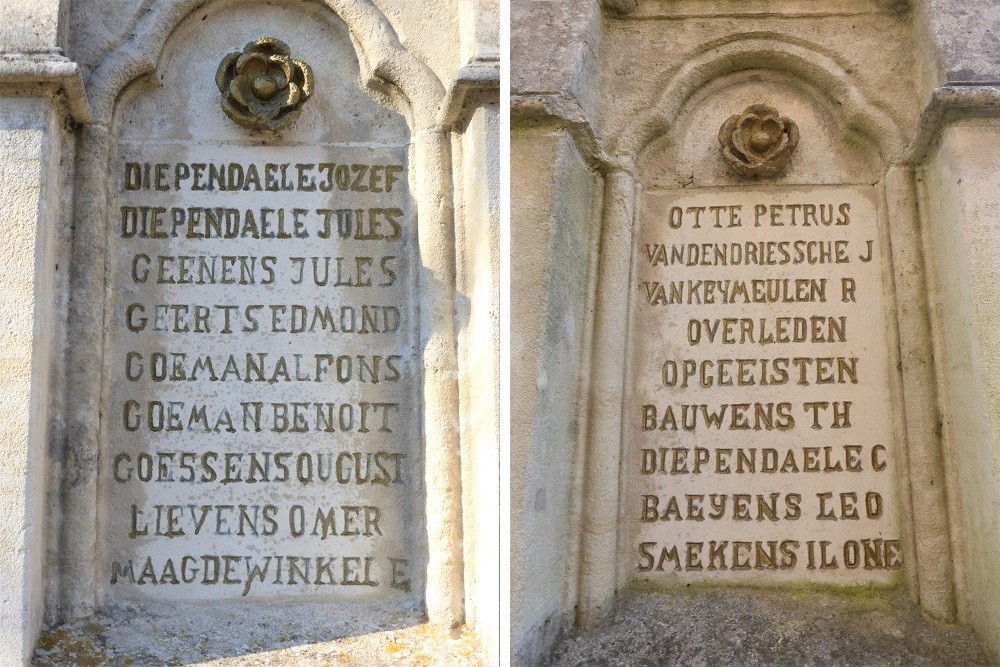 DIEPENDAELE JOZEF
DIEPENDAELE JULES
GEENENS JULES
GEERTS EDMOND
GOEMAN ALFONS
GOEMAN BENOIT
GOESSENS OUGUST
LIEVENS OMER
MAAGDEWINKEL E
OTTE PETRUS
VANDENDRIESSCHE J
VANKEYMEULEN R
OVERLEDEN
OPGEEISTEN
BAUWENS TH
DIEPENDAELE C
BAEYENS LEO
SMEKENS ILONE